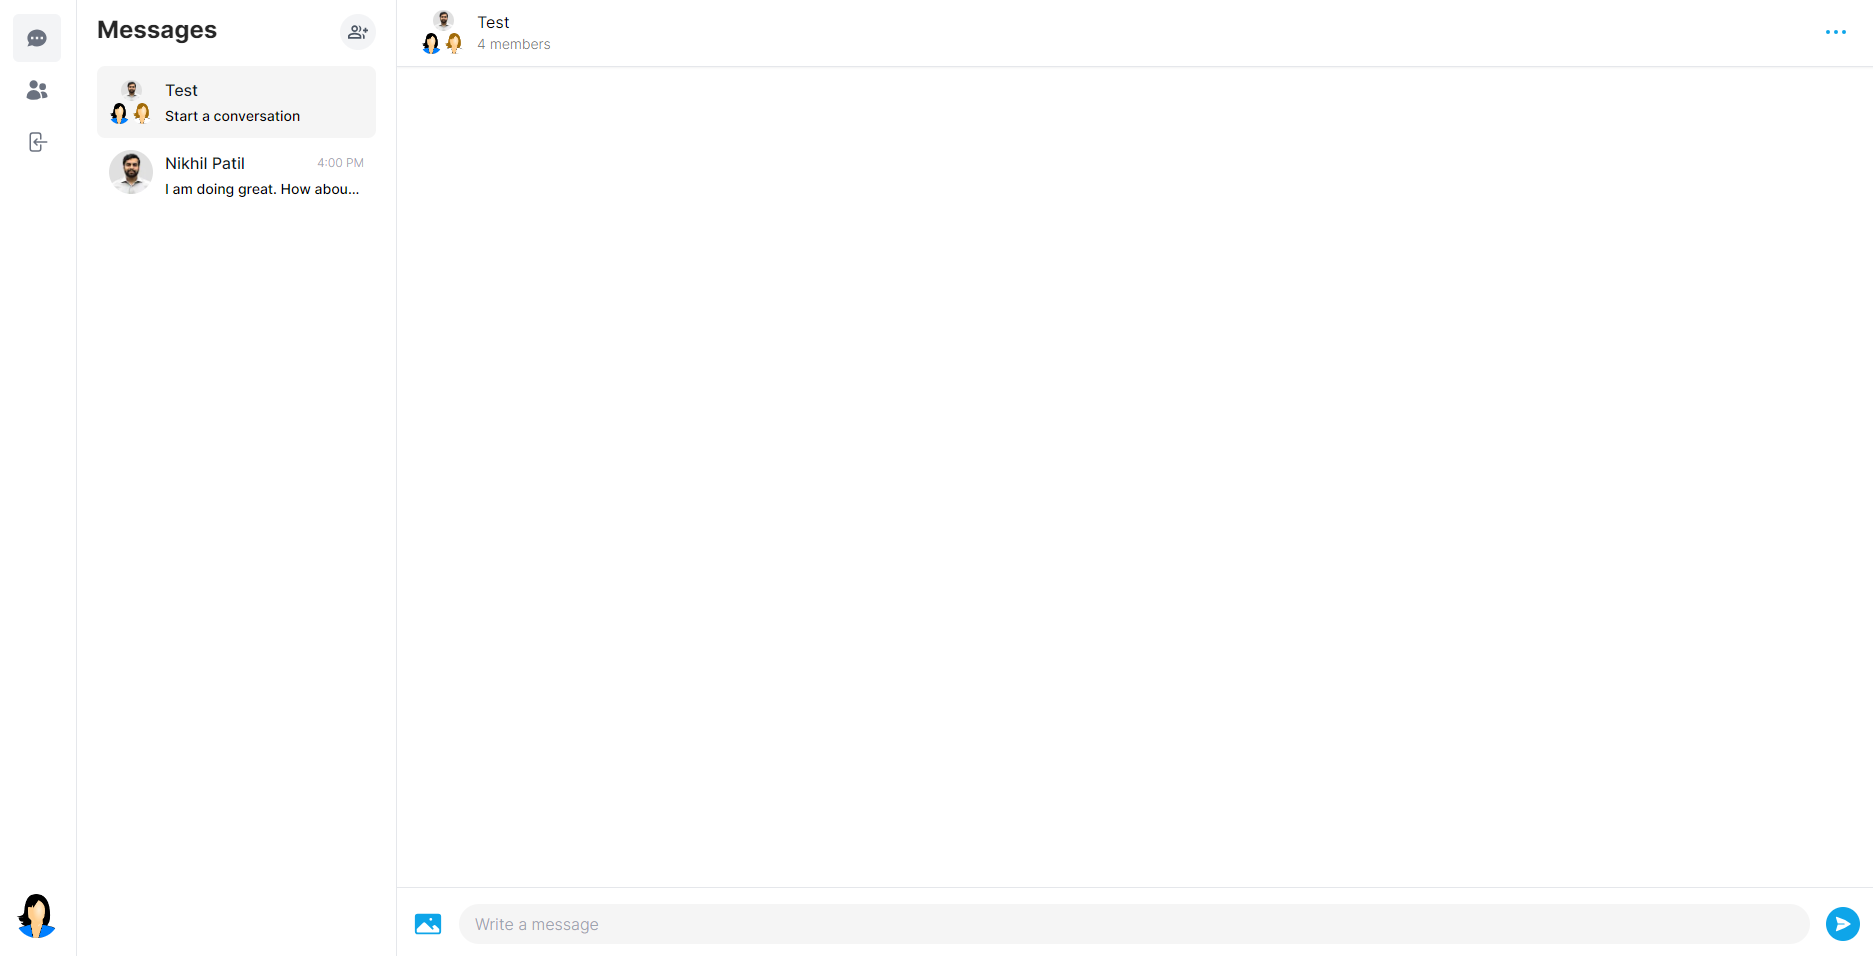 Messages
Test
Start a conversation
Nikhil Patil
4:00 PM
I am doing great. How abou...
Test
4 members
Write a message